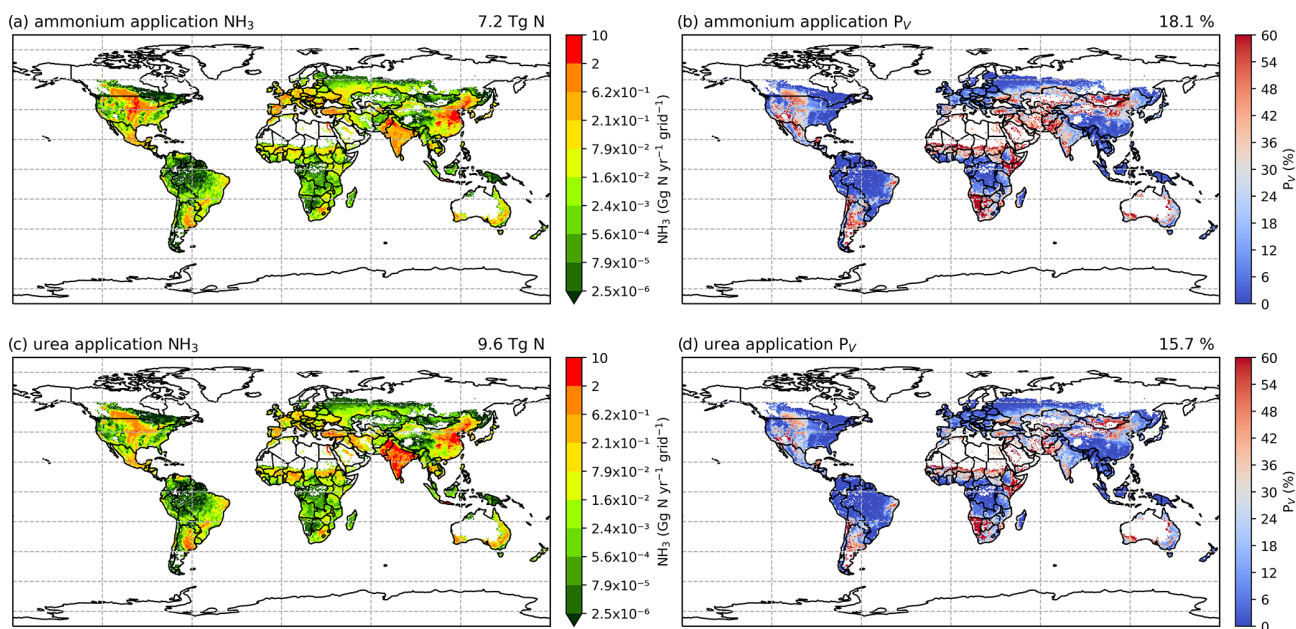 (a) ammonium application NH₃ 7.2 Tg N
(b) ammonium application Pᵥ 18.1 %
10
2
6.2x10⁻¹
2.1x10⁻¹
7.9x10⁻²
1.6x10⁻²
2.4x10⁻³
5.6x10⁻⁴
7.9x10⁻⁵
2.5x10⁻⁶
NH₃ (Gg N yr⁻¹ grid⁻¹)
60
54
48
42
36
30
24
18
12
6
0
Pᵥ (%)
(c) urea application NH₃ 9.6 Tg N
(d) urea application Pᵥ 15.7 %
10
2
6.2x10⁻¹
2.1x10⁻¹
7.9x10⁻²
1.6x10⁻²
2.4x10⁻³
5.6x10⁻⁴
7.9x10⁻⁵
2.5x10⁻⁶
NH₃ (Gg N yr⁻¹ grid⁻¹)
60
54
48
42
36
30
24
18
12
6
0
Pᵥ (%)